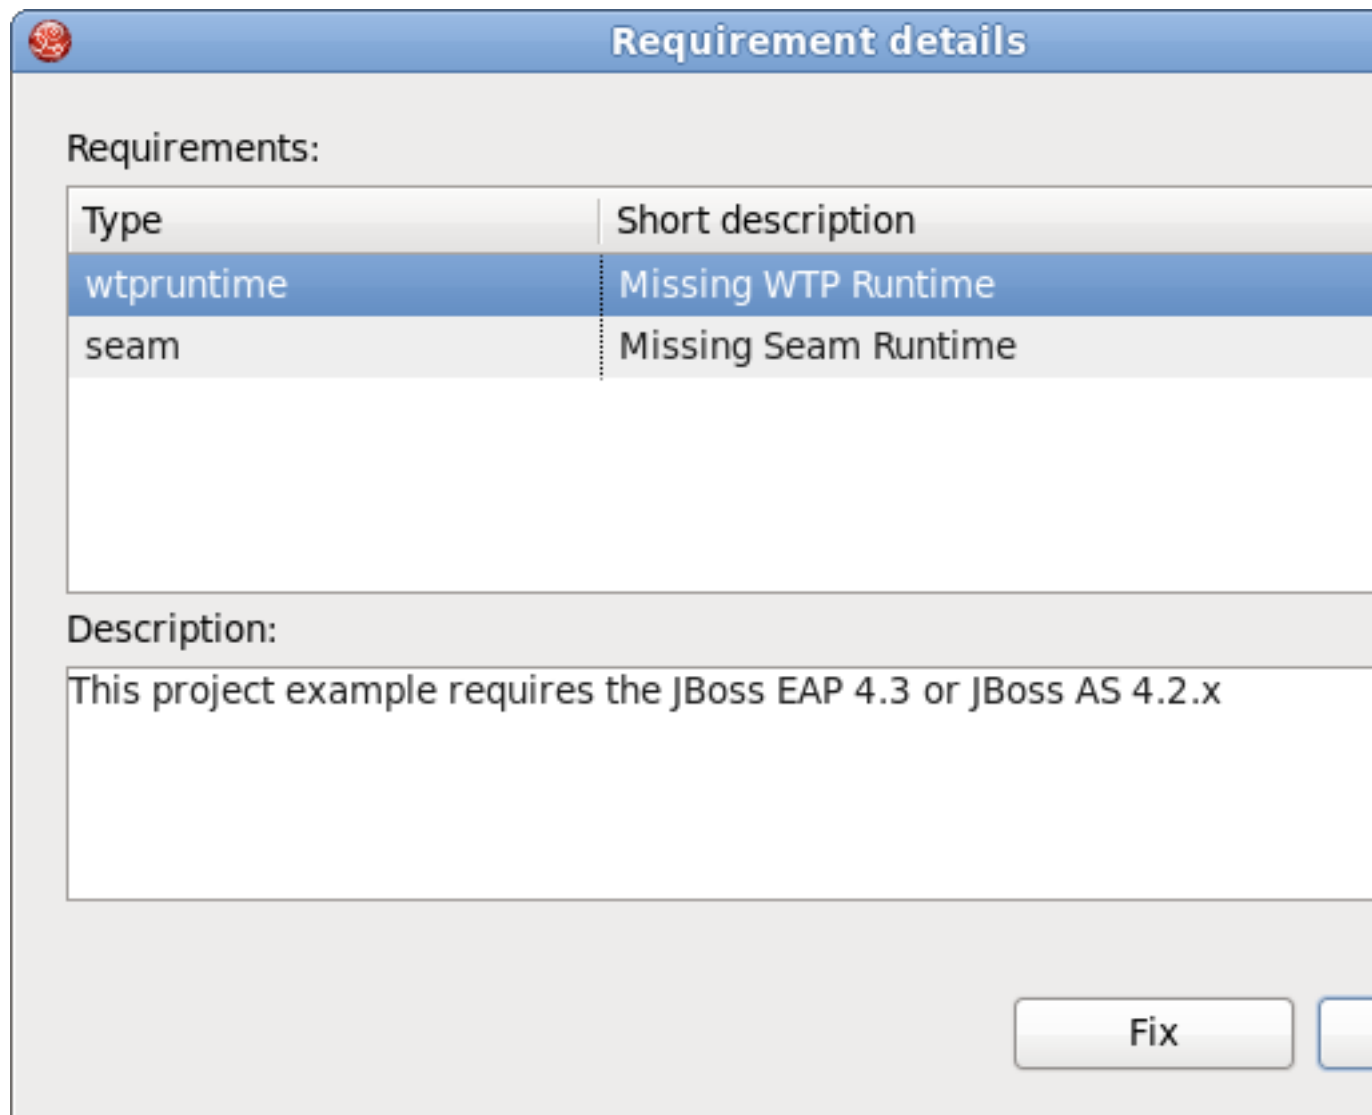 Requirement details
Requirements:
Type Short description
wtpruntime Missing WTP Runtime
seam Missing Seam Runtime
Description:
This project example requires the JBoss EAP 4.3 or JBoss AS 4.2.x
Fix